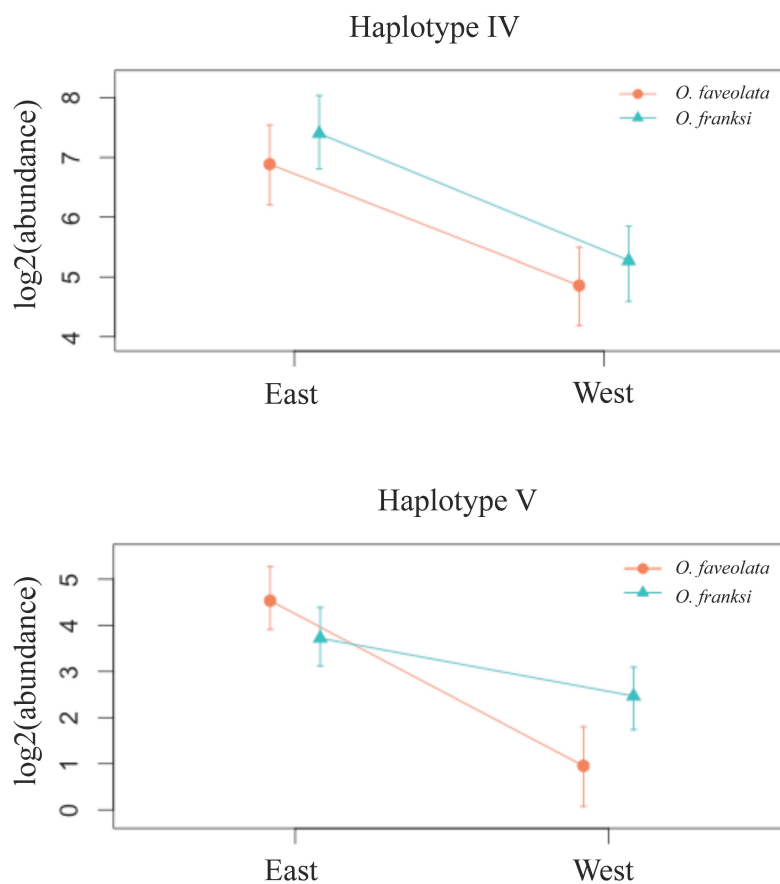 Haplotype IV
log2(abundance)
8
7
6
5
4
O. faveolata
O. franksi
East
West
Haplotype V
log2(abundance)
5
4
3
2
1
0
O. faveolata
O. franksi
East
West